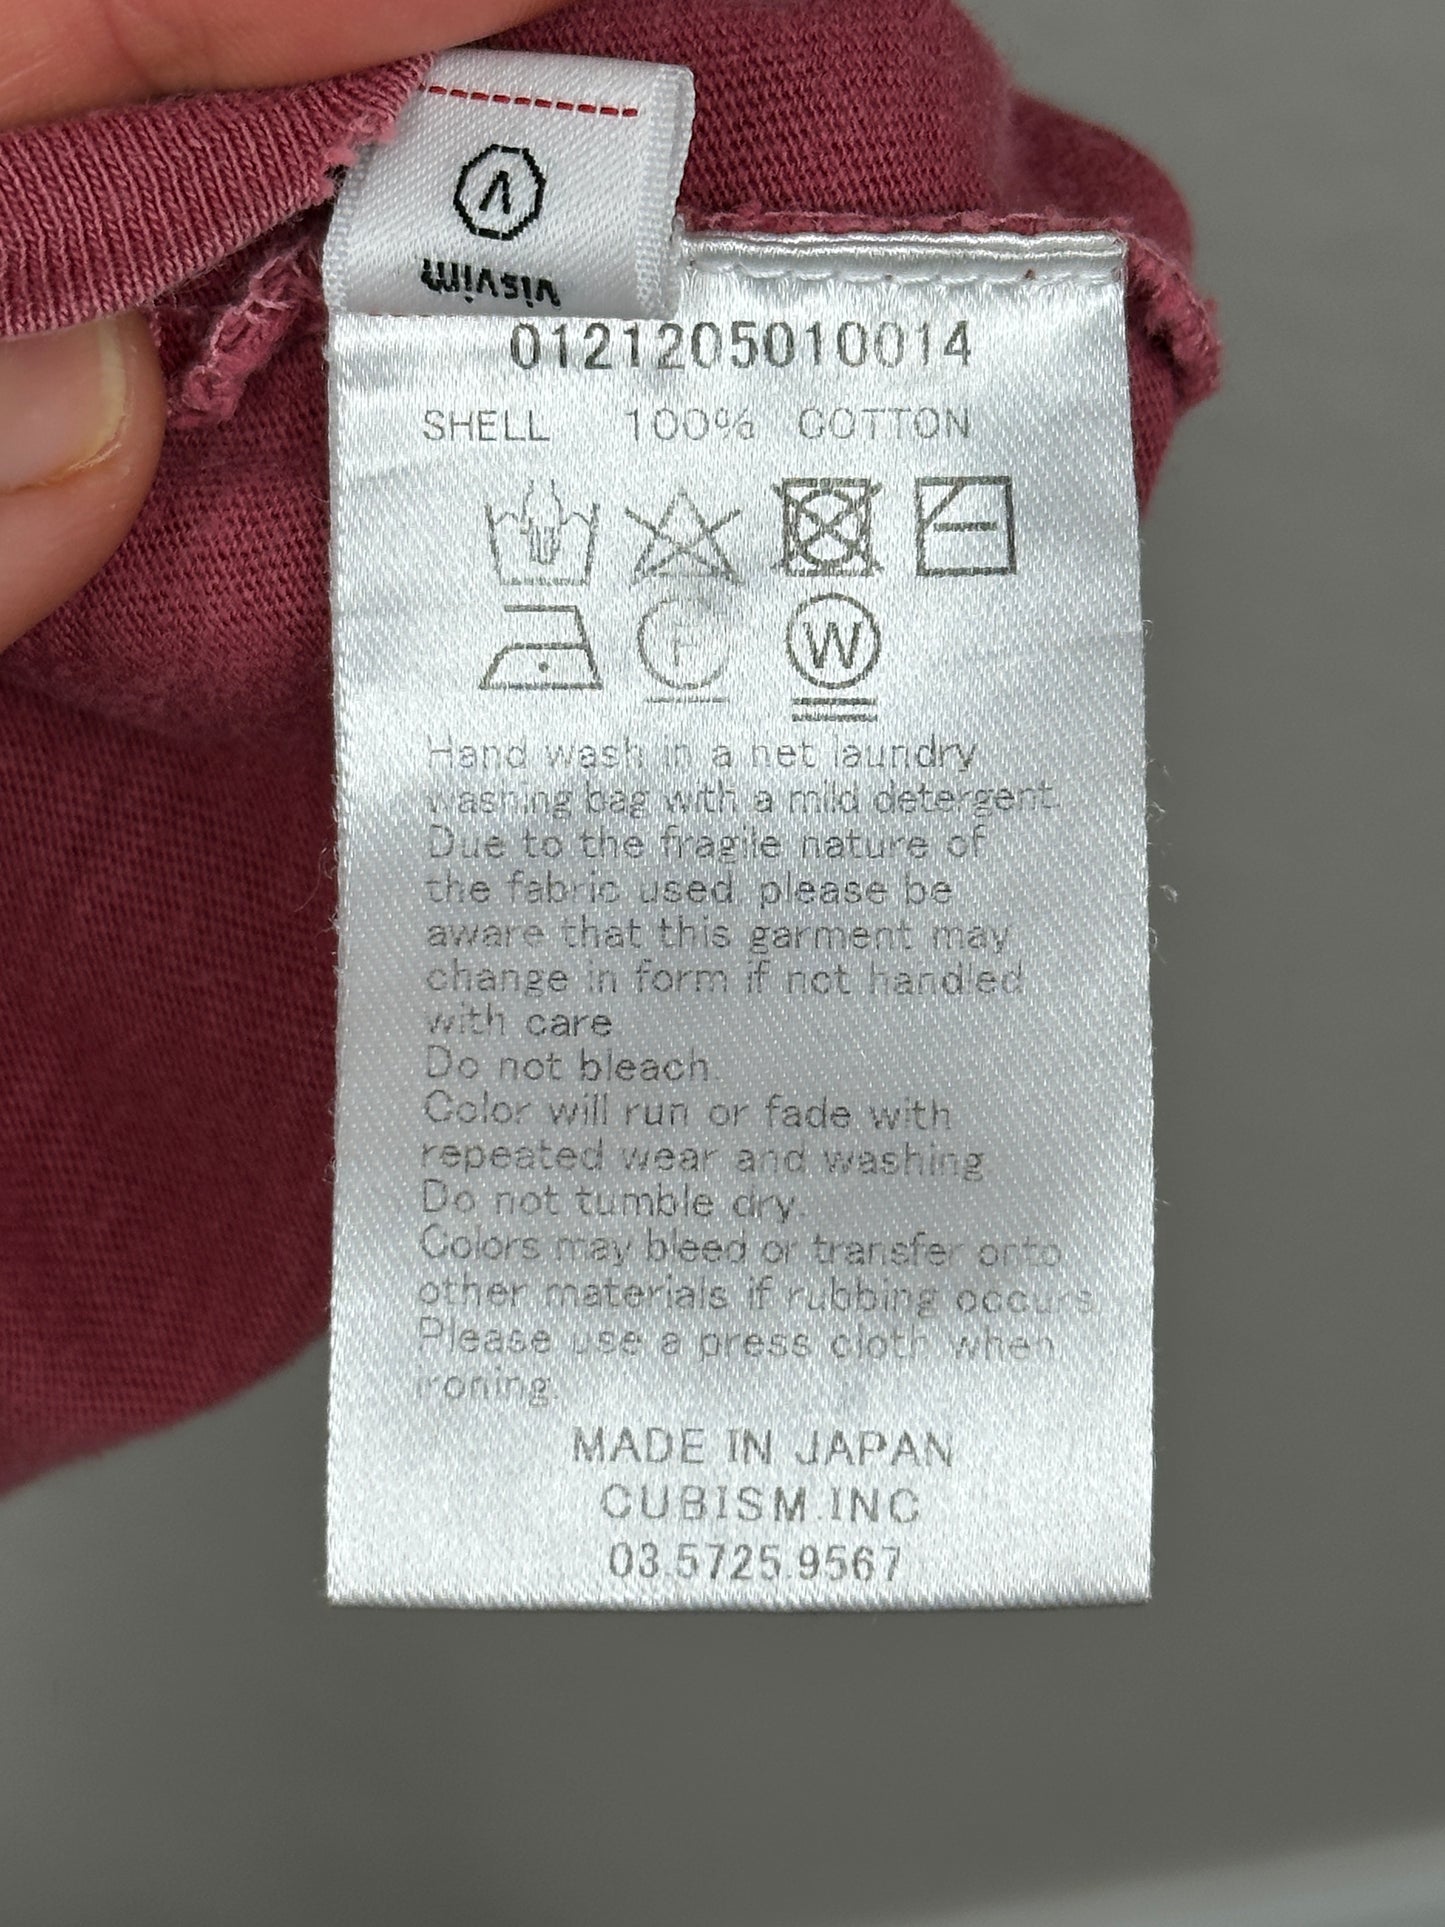 visvim
0121205010014
SHELL 100% COTTON
F W
Hand wash in a net laundry
washing bag with a mild detergent.
Due to the fragile nature of
the fabric used, please be
aware that this garment may
change in form if not handled
with care
Do not bleach.
Color will run or fade with
repeated wear and washing
Do not tumble dry.
Colors may bleed or transfer onto
other materials if rubbing occurs
Please use a press cloth when
ironing.
MADE IN JAPAN
CUBISM.INC
03.5725.9567